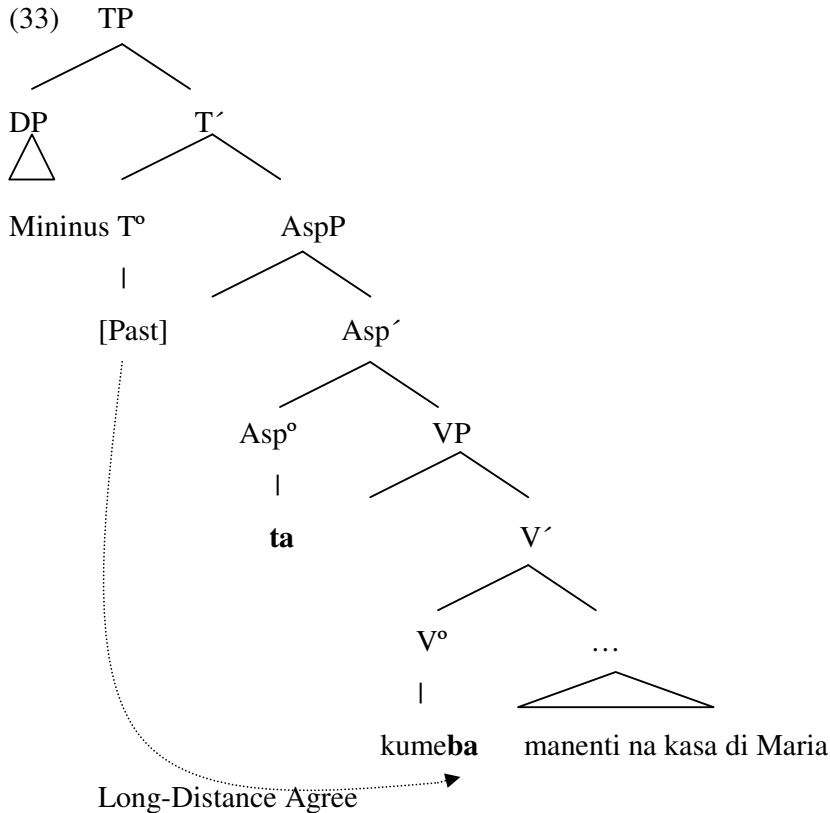 (33) TP
DP T´
Mininus Tº AspP
[Past] Asp´
Aspº VP
ta V´
Vº …
kumeba manenti na kasa di Maria
Long-Distance Agree